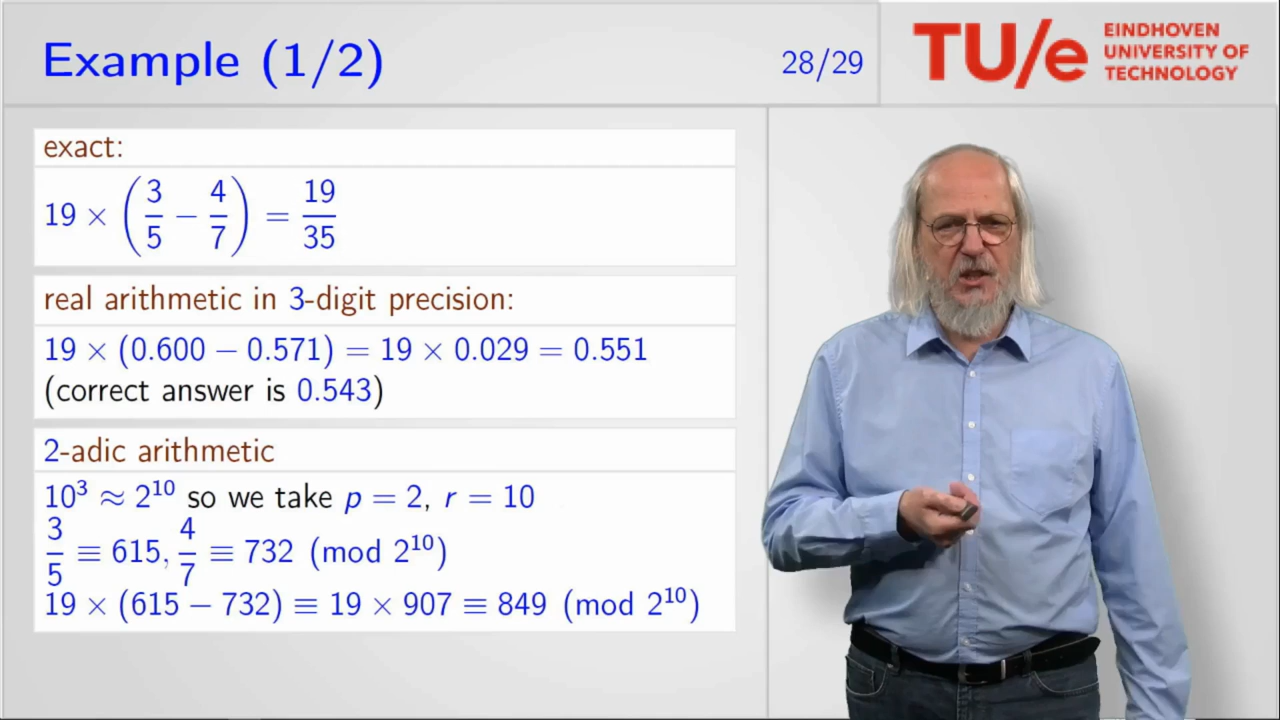 Example (1/2)
28/29
TU/e
EINDHOVEN
UNIVERSITY OF
TECHNOLOGY
exact:
19 × (3/5 − 4/7) = 19/35
real arithmetic in 3-digit precision:
19 × (0.600 − 0.571) = 19 × 0.029 = 0.551
(correct answer is 0.543)
2-adic arithmetic
10³ ≈ 2¹⁰ so we take p = 2, r = 10
3/5 ≡ 615, 4/7 ≡ 732 (mod 2¹⁰)
19 × (615 − 732) ≡ 19 × 907 ≡ 849 (mod 2¹⁰)